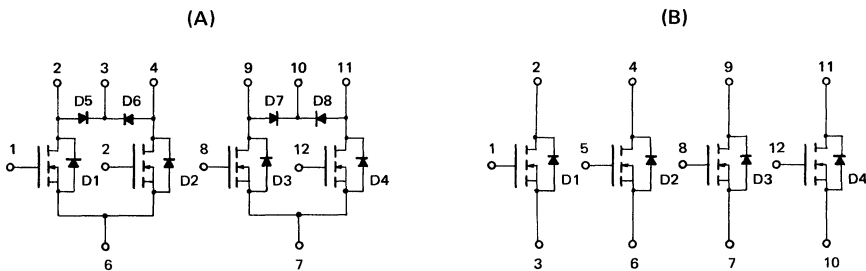 (A) (B)
2 3 4 9 10 11 2 4 9 11
D5 D6 D7 D8
1 2 8 12 1 5 8 12
D1 D2 D3 D4 D1 D2 D3 D4
6 7 3 6 7 10